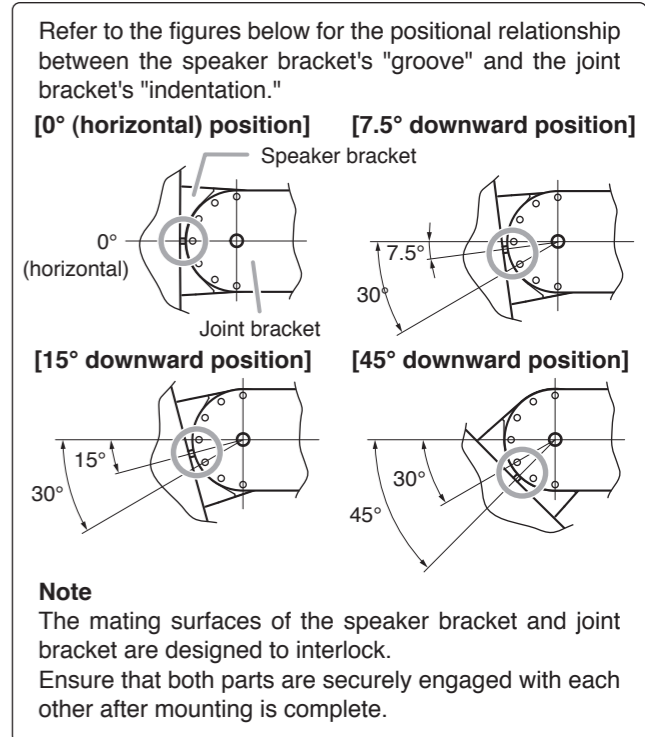 Refer to the figures below for the positional relationship
between the speaker bracket's "groove" and the joint
bracket's "indentation."
[0° (horizontal) position]
[7.5° downward position]
Speaker bracket
0°
(horizontal)
Joint bracket
7.5°
30°
[15° downward position]
[45° downward position]
15°
30°
30°
45°
Note
The mating surfaces of the speaker bracket and joint
bracket are designed to interlock.
Ensure that both parts are securely engaged with each
other after mounting is complete.